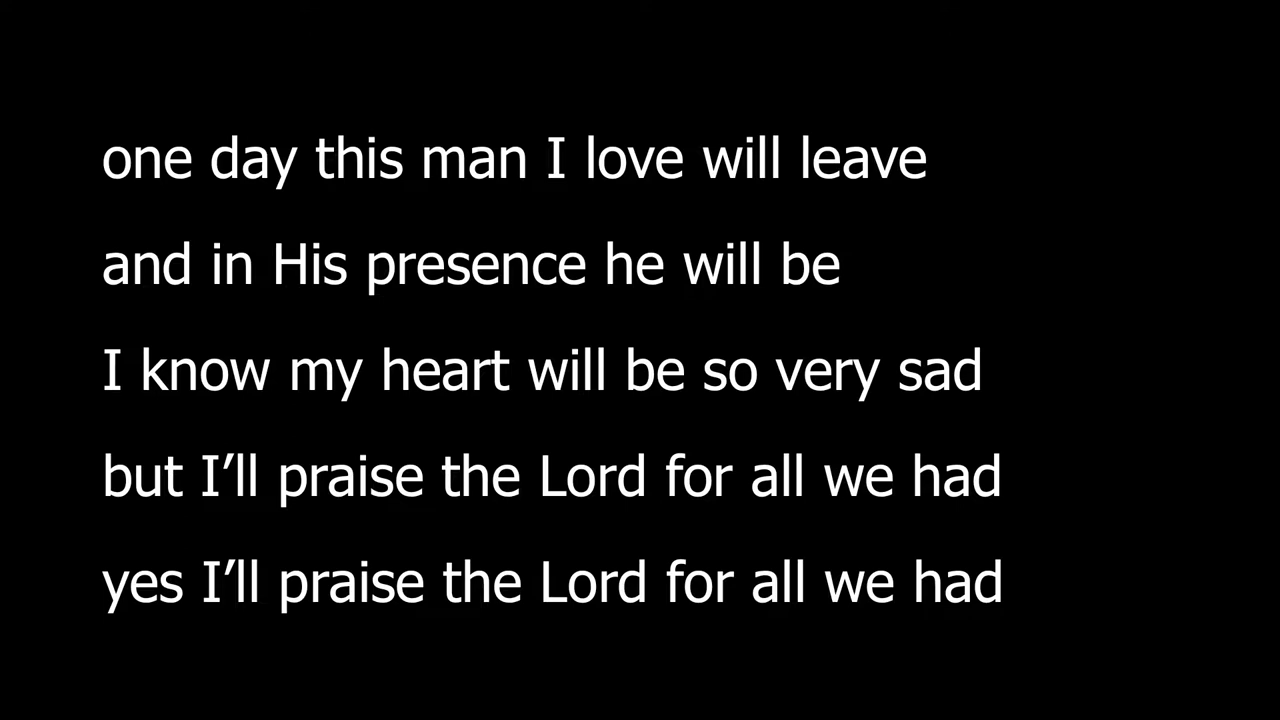 one day this man I love will leave
and in His presence he will be
I know my heart will be so very sad
but I’ll praise the Lord for all we had
yes I’ll praise the Lord for all we had